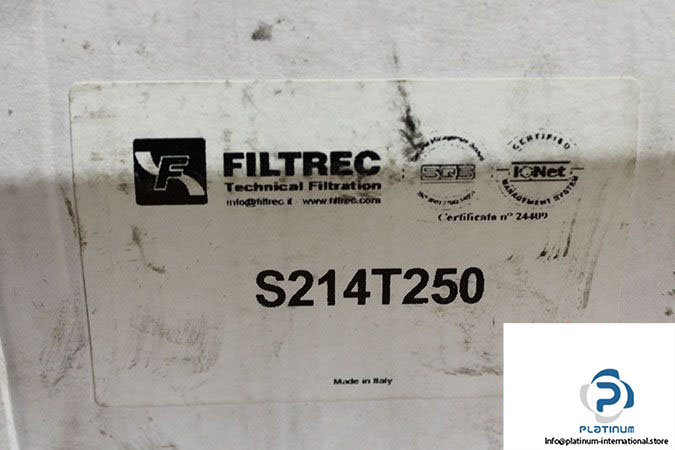 FILTREC
Technical Filtration
info@filtrec.it - www.filtrec.com
SQS
CERTIFIED
IQNet
MANAGEMENT SYSTEM
Certificato n° 24409
S214T250
Made in Italy
PLATINUM
Info@platinum-international.store